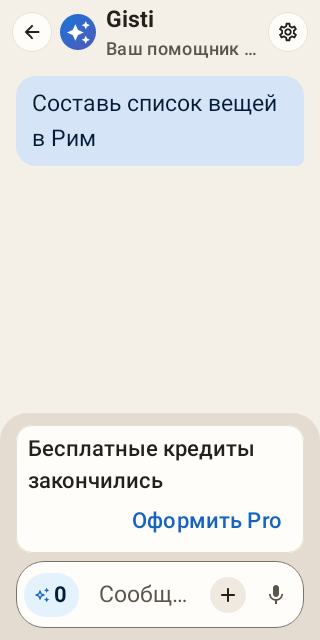 Gisti
Ваш помощник ...
Составь список вещей
в Рим
Бесплатные кредиты
закончились
Оформить Pro
0 Сообщ...